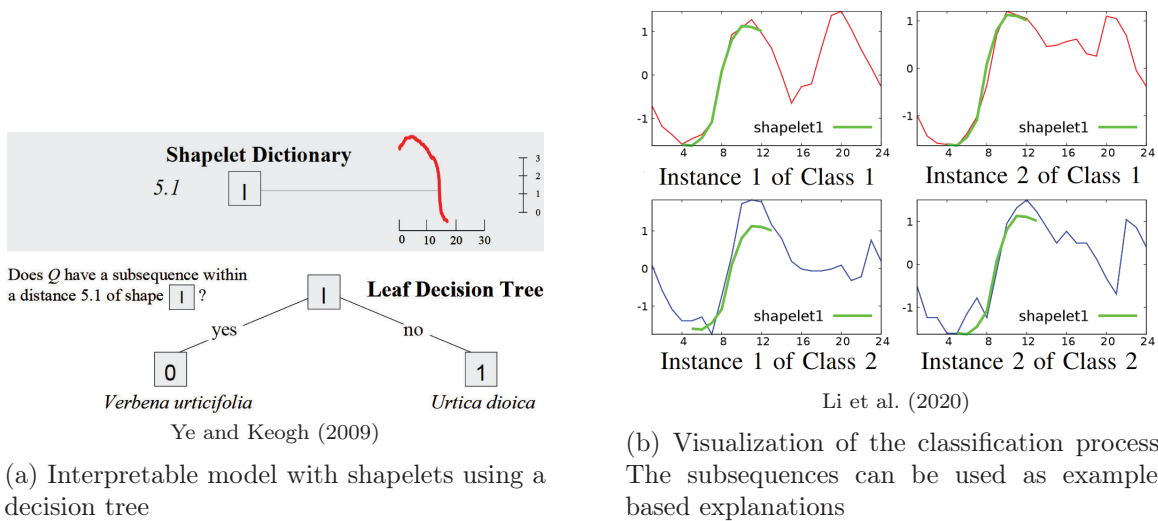 Shapelet Dictionary
5.1
I
3
2
1
0
0 10 20 30
Does Q have a subsequence within
a distance 5.1 of shape I ?
I
Leaf Decision Tree
yes
no
0
1
Verbena urticifolia
Urtica dioica
Ye and Keogh (2009)
(a) Interpretable model with shapelets using a
decision tree
1
0
-1
shapelet1
4 8 12 16 20 24
Instance 1 of Class 1
1
0
-1
shapelet1
4 8 12 16 20 24
Instance 2 of Class 1
1
0
-1
shapelet1
4 8 12 16 20 24
Instance 1 of Class 2
1
0
-1
shapelet1
4 8 12 16 20 24
Instance 2 of Class 2
Li et al. (2020)
(b) Visualization of the classification process
The subsequences can be used as example
based explanations